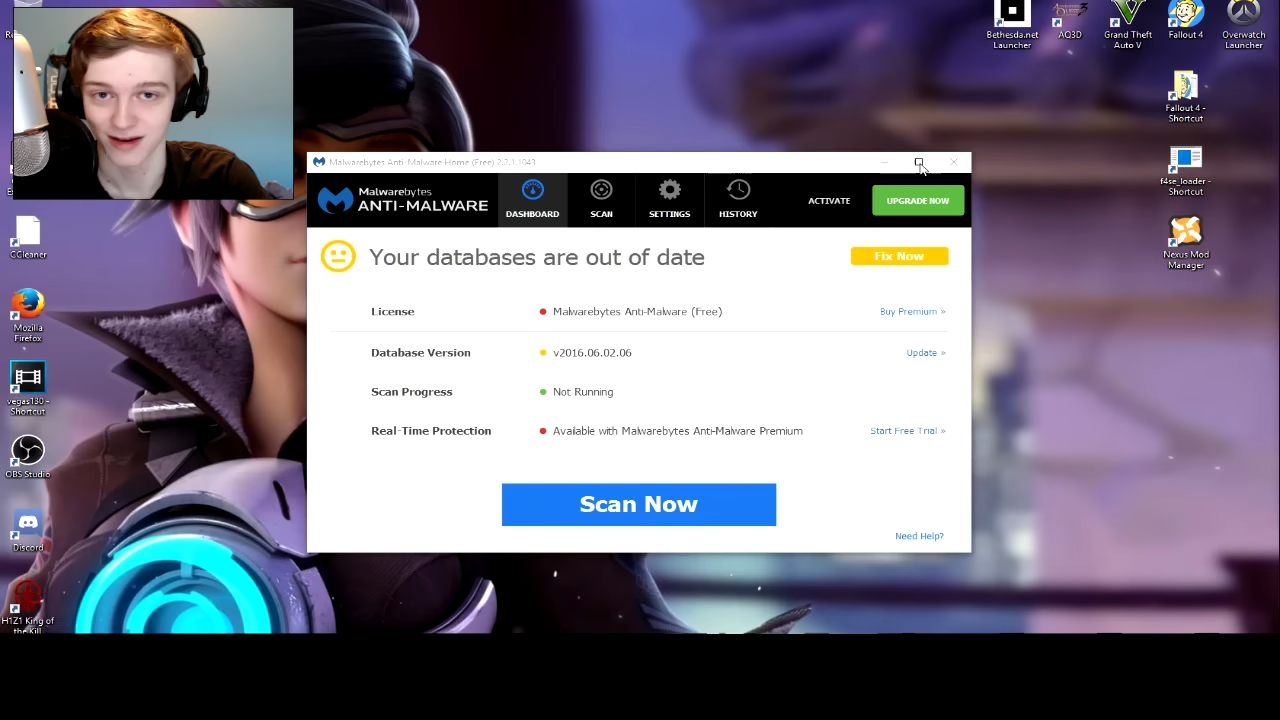 Bethesda.net
Launcher
AQ3D
Grand Theft
Auto V
Fallout 4
Overwatch
Launcher
Fallout 4 -
Shortcut
f4se_loader -
Shortcut
Nexus Mod
Manager
CCleaner
Mozilla
Firefox
vegas130 -
Shortcut
OBS Studio
Discord
H1Z1 King of
the Kill
Malwarebytes Anti-Malware Home (Free) 2.2.1.1043
Malwarebytes
ANTI-MALWARE
DASHBOARD
SCAN
SETTINGS
HISTORY
ACTIVATE
UPGRADE NOW
Your databases are out of date
Fix Now
License
Malwarebytes Anti-Malware (Free)
Buy Premium »
Database Version
v2016.06.02.06
Update »
Scan Progress
Not Running
Real-Time Protection
Available with Malwarebytes Anti-Malware Premium
Start Free Trial »
Scan Now
Need Help?